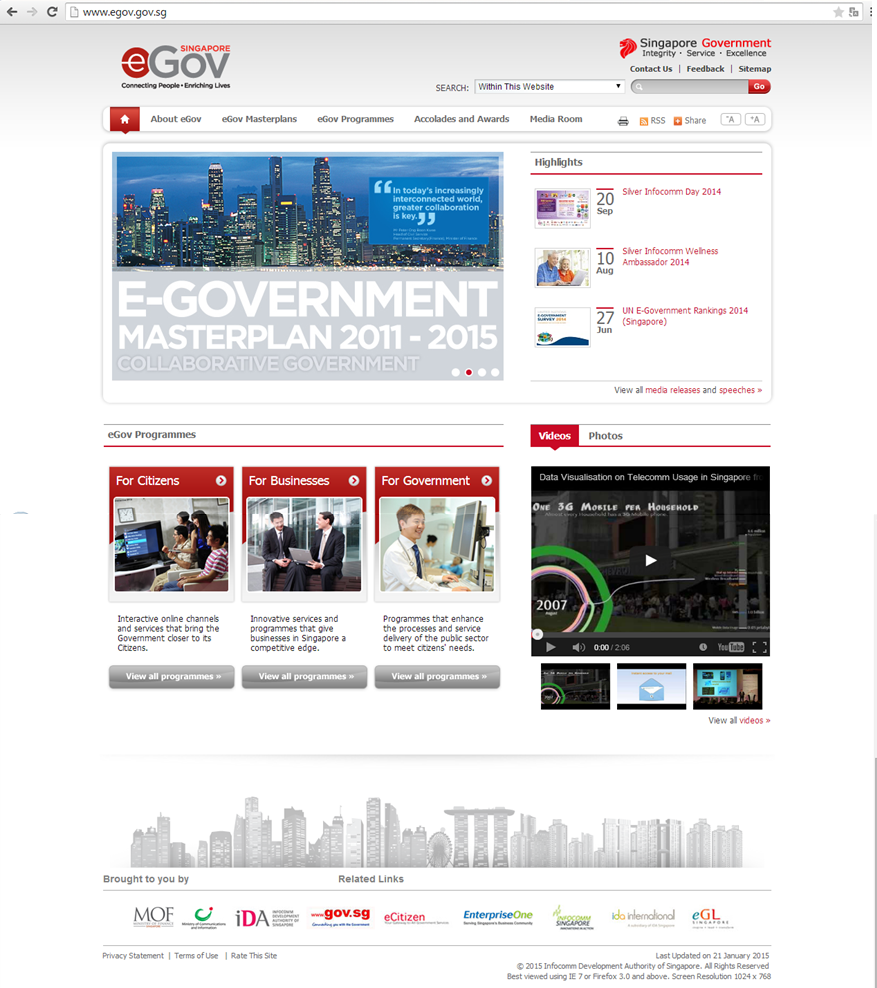 www.egov.gov.sg
SINGAPORE
eGov
Connecting People • Enriching Lives
Singapore Government
Integrity · Service · Excellence
Contact Us | Feedback | Sitemap
SEARCH: Within This Website Go
About eGov eGov Masterplans eGov Programmes Accolades and Awards Media Room RSS Share -A +A
“In today's increasingly
interconnected world,
greater collaboration
is key.”
E-GOVERNMENT
MASTERPLAN 2011 - 2015
COLLABORATIVE GOVERNMENT
Highlights
20 Sep
Silver Infocomm Day 2014
10 Aug
Silver Infocomm Wellness
Ambassador 2014
27 Jun
UN E-Government Rankings 2014
(Singapore)
View all media releases and speeches »
eGov Programmes
For Citizens
Interactive online channels
and services that bring the
Government closer to its
Citizens.
View all programmes »
For Businesses
Innovative services and
programmes that give
businesses in Singapore a
competitive edge.
View all programmes »
For Government
Programmes that enhance
the processes and service
delivery of the public sector
to meet citizens' needs.
View all programmes »
Videos Photos
Data Visualisation on Telecomm Usage in Singapore fr
One 3G Mobile per Household
2007
0:00 / 2:06 YouTube
View all videos »
Brought to you by Related Links
MOF
iDA INFOCOMM
DEVELOPMENT
AUTHORITY OF
SINGAPORE
www.gov.sg
eCitizen
EnterpriseOne
INFOCOMM
SINGAPORE
ida international
eGL
SINGAPORE
Privacy Statement | Terms of Use | Rate This Site
Last Updated on 21 January 2015
© 2015 Infocomm Development Authority of Singapore. All Rights Reserved
Best viewed using IE 7 or Firefox 3.0 and above. Screen Resolution 1024 x 768